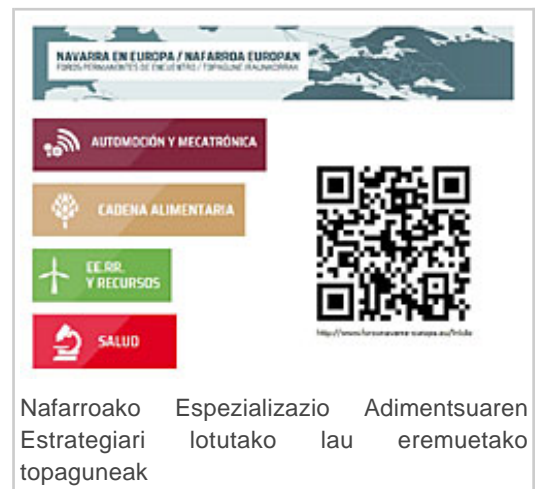 NAVARRA EN EUROPA / NAFARROA EUROPAN
FOROS PERMANENTES DE ENCUENTRO / TOPAGUNE IRAUNKORRAK
AUTOMOCIÓN Y MECATRÓNICA
CADENA ALIMENTARIA
EE.RR.
Y RECURSOS
SALUD
Nafarroako Espezializazio Adimentsuaren
Estrategiari lotutako lau eremuetako
topaguneak